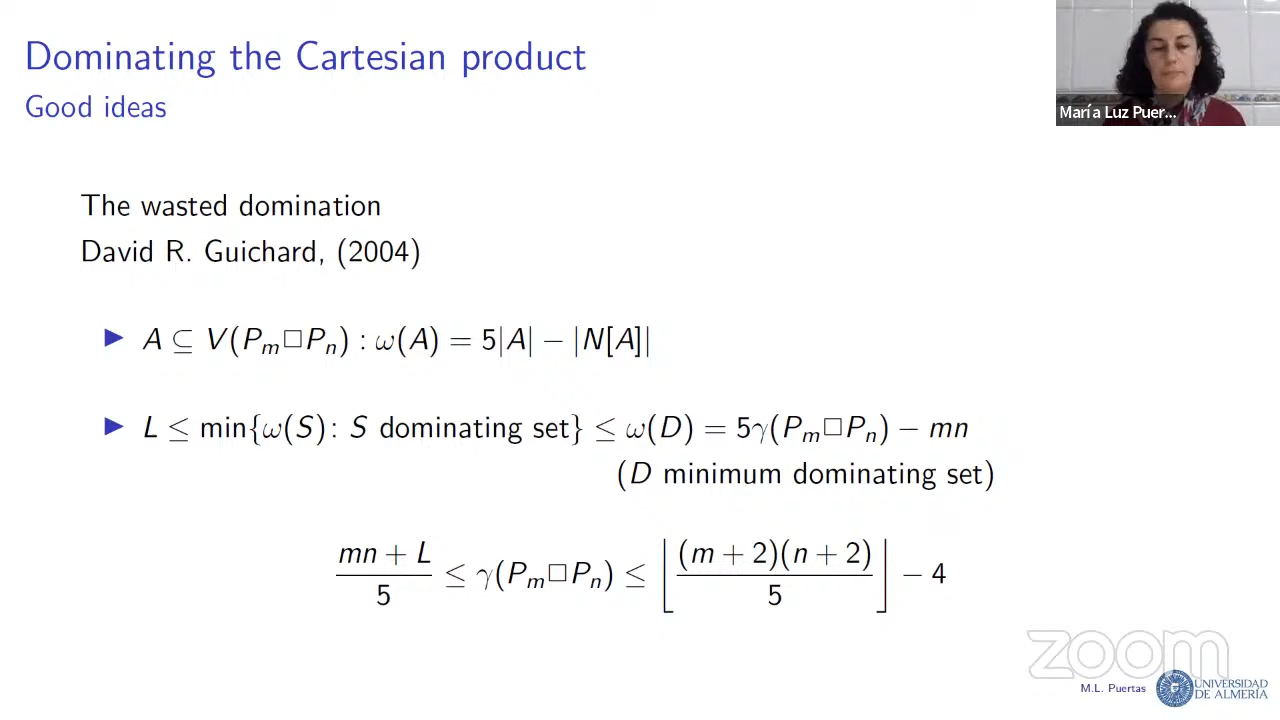 Dominating the Cartesian product
Good ideas
María Luz Puer...
The wasted domination
David R. Guichard, (2004)
▶ A ⊆ V(P_m□P_n) : ω(A) = 5|A| − |N[A]|
▶ L ≤ min{ω(S): S dominating set} ≤ ω(D) = 5γ(P_m□P_n) − mn
(D minimum dominating set)
(mn + L)/5 ≤ γ(P_m□P_n) ≤ ⌊(m + 2)(n + 2)/5⌋ − 4
zoom
M.L. Puertas
UNIVERSIDAD
DE ALMERÍA